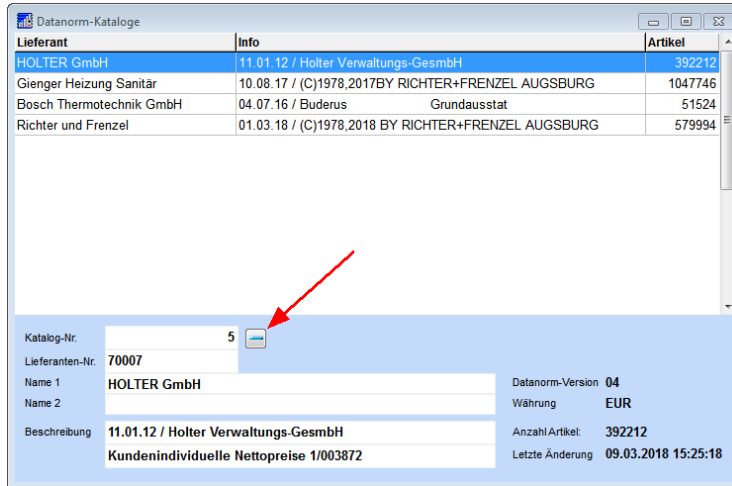 Datanorm-Kataloge
Lieferant Info Artikel
HOLTER GmbH 11.01.12 / Holter Verwaltungs-GesmbH 392212
Gienger Heizung Sanitär 10.08.17 / (C)1978,2017BY RICHTER+FRENZEL AUGSBURG 1047746
Bosch Thermotechnik GmbH 04.07.16 / Buderus Grundausstat 51524
Richter und Frenzel 01.03.18 / (C)1978,2018 BY RICHTER+FRENZEL AUGSBURG 579994
Katalog-Nr. 5
Lieferanten-Nr. 70007
Name 1 HOLTER GmbH Datanorm-Version 04
Name 2 Währung EUR
Beschreibung 11.01.12 / Holter Verwaltungs-GesmbH Anzahl Artikel: 392212
Kundenindividuelle Nettopreise 1/003872 Letzte Änderung 09.03.2018 15:25:18